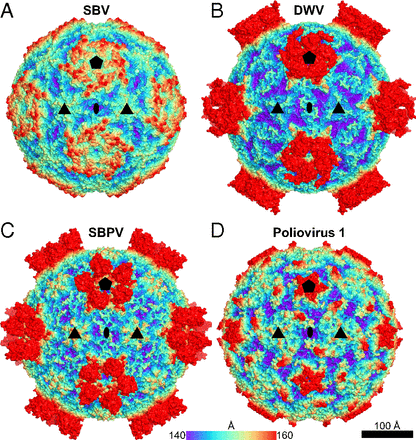 A
SBV
B
DWV
C
SBPV
D
Poliovirus 1
Å
140
160
100 Å